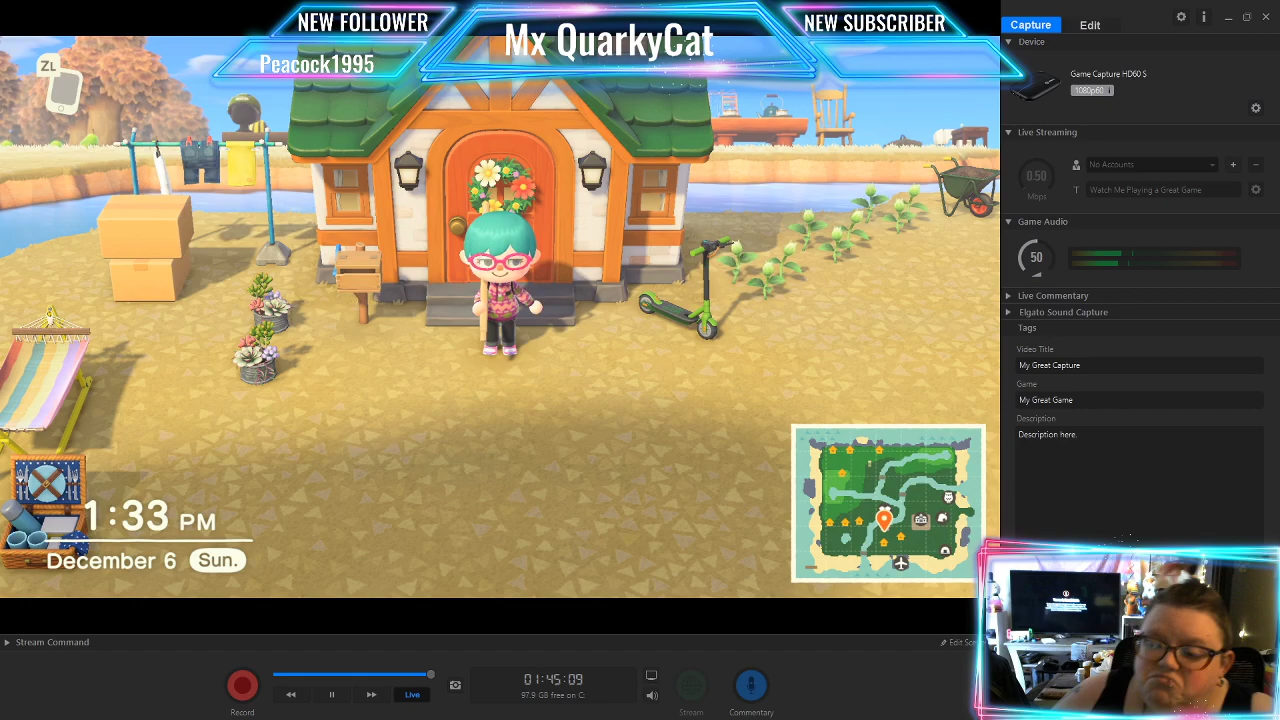 NEW FOLLOWER
Mx QuarkyCat
NEW SUBSCRIBER
Peacock1995
ZL
1:33 PM
December 6 Sun.
Capture Edit
Device
Game Capture HD60 S
1080p60
Live Streaming
0.50
Mbps
No Accounts
T Watch Me Playing a Great Game
Game Audio
50
Live Commentary
Elgato Sound Capture
Tags
Video Title
My Great Capture
Game
My Great Game
Description
Description here.
Stream Command
Edit Sce
Record
Live
01:45:09
97.9 GB free on C:
Stream
Commentary